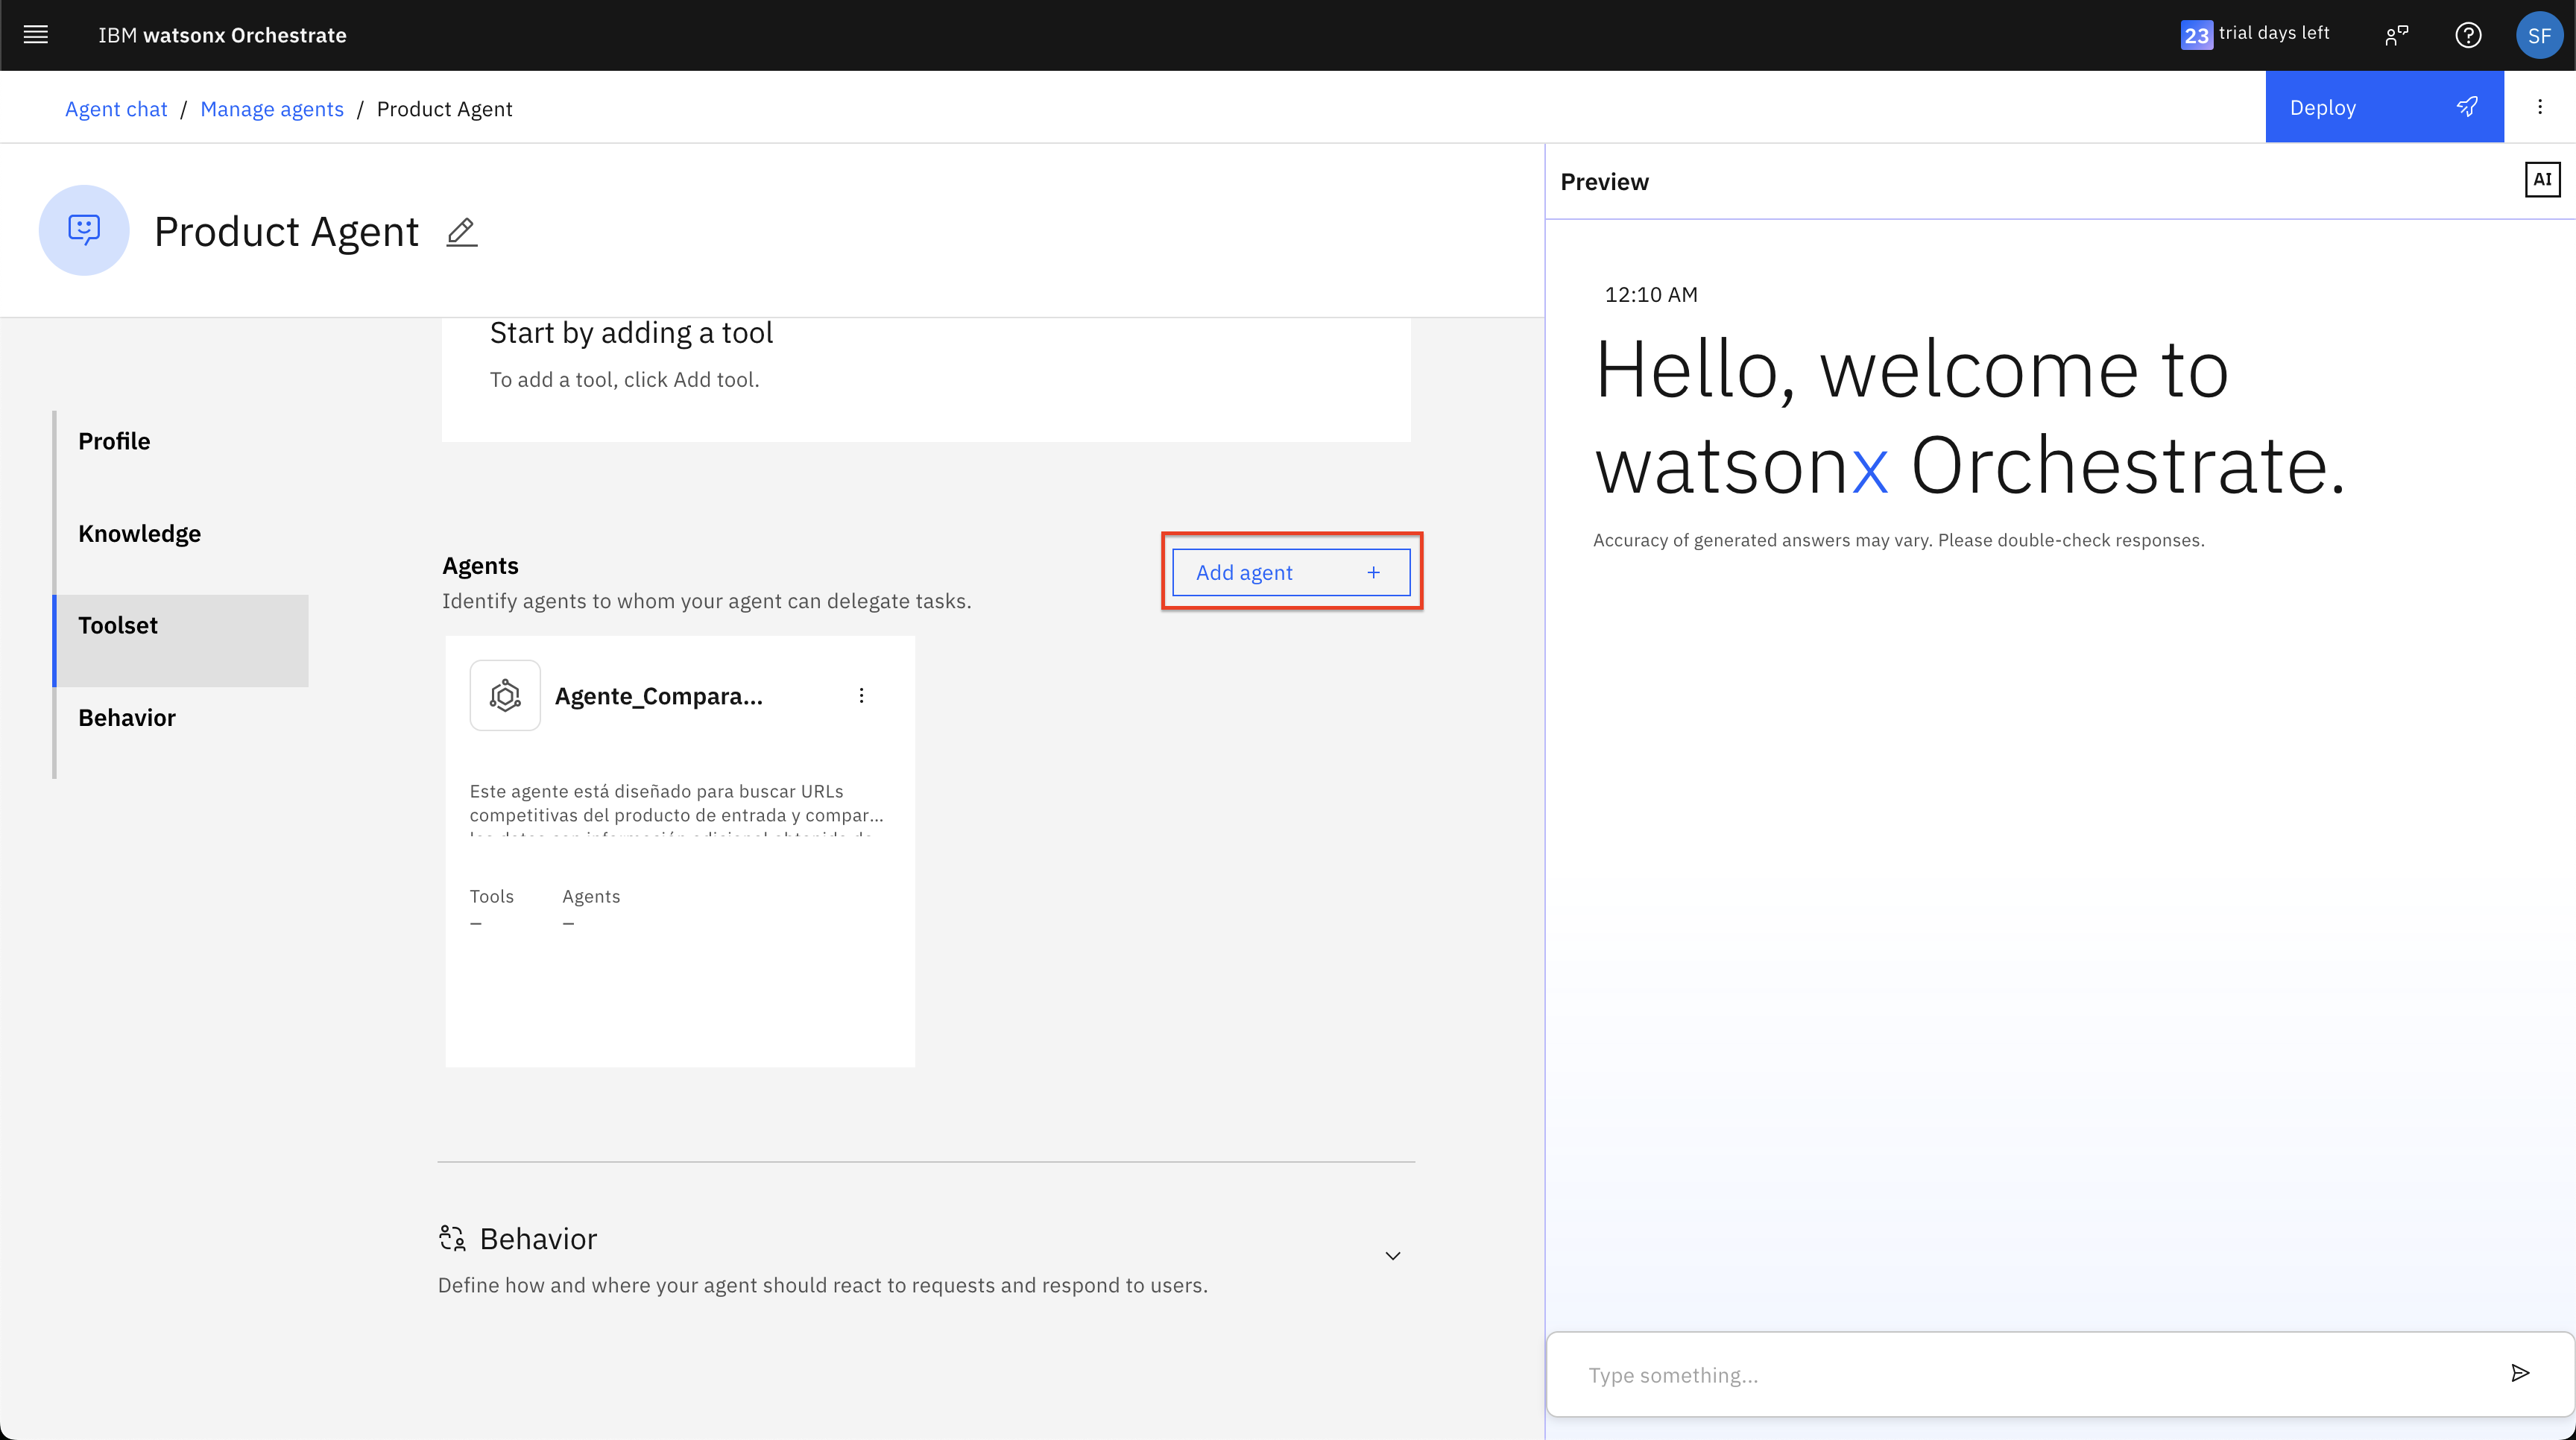 IBM watsonx Orchestrate
23 trial days left
SF
Agent chat / Manage agents / Product Agent
Deploy
Product Agent
Start by adding a tool
To add a tool, click Add tool.
Profile
Knowledge
Toolset
Behavior
Agents
Identify agents to whom your agent can delegate tasks.
Add agent +
Agente_Compara...
Este agente está diseñado para buscar URLs
competitivas del producto de entrada y compar...
Tools Agents
– –
Behavior
Define how and where your agent should react to requests and respond to users.
Preview
AI
12:10 AM
Hello, welcome to
watsonx Orchestrate.
Accuracy of generated answers may vary. Please double-check responses.
Type something...